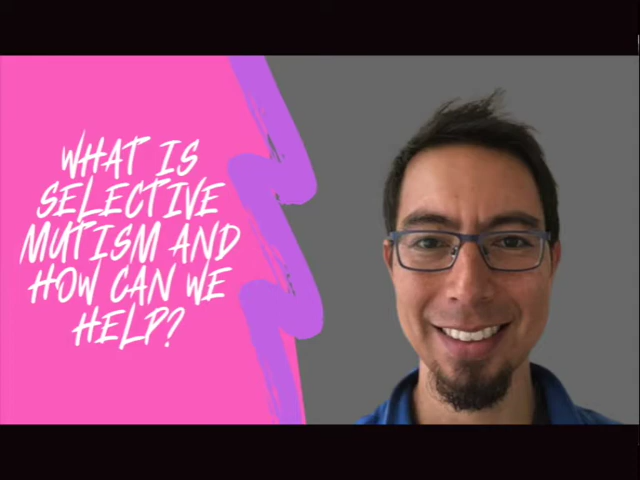 WHAT IS
SELECTIVE
MUTISM AND
HOW CAN WE
HELP?